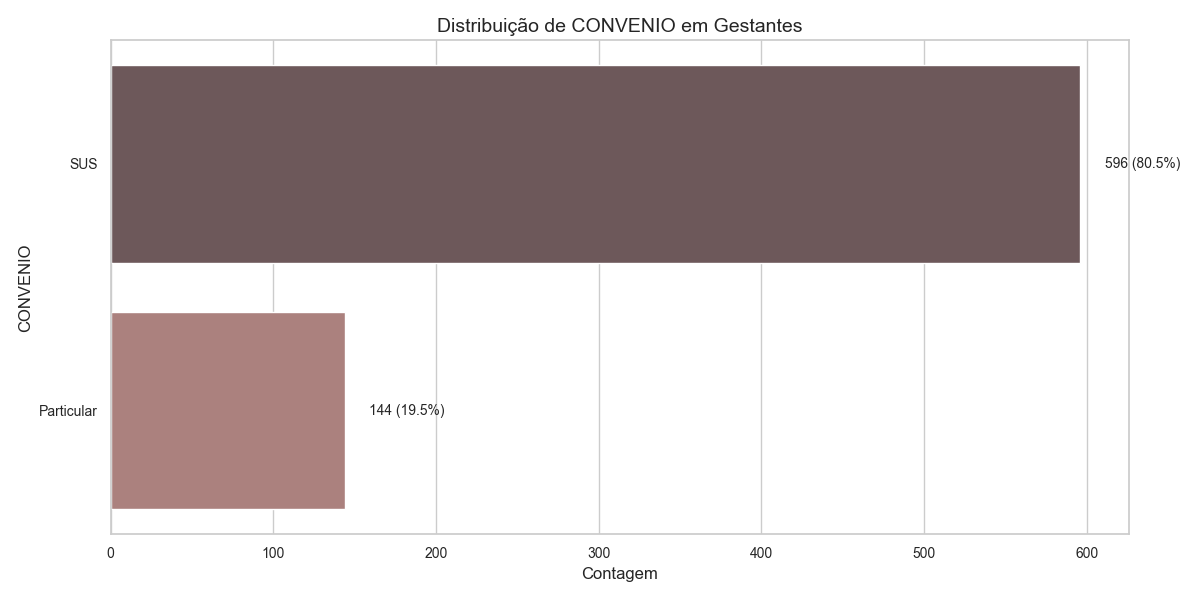 Distribuição de CONVENIO em Gestantes
CONVENIO
SUS
596 (80.5%)
Particular
144 (19.5%)
0 100 200 300 400 500 600
Contagem